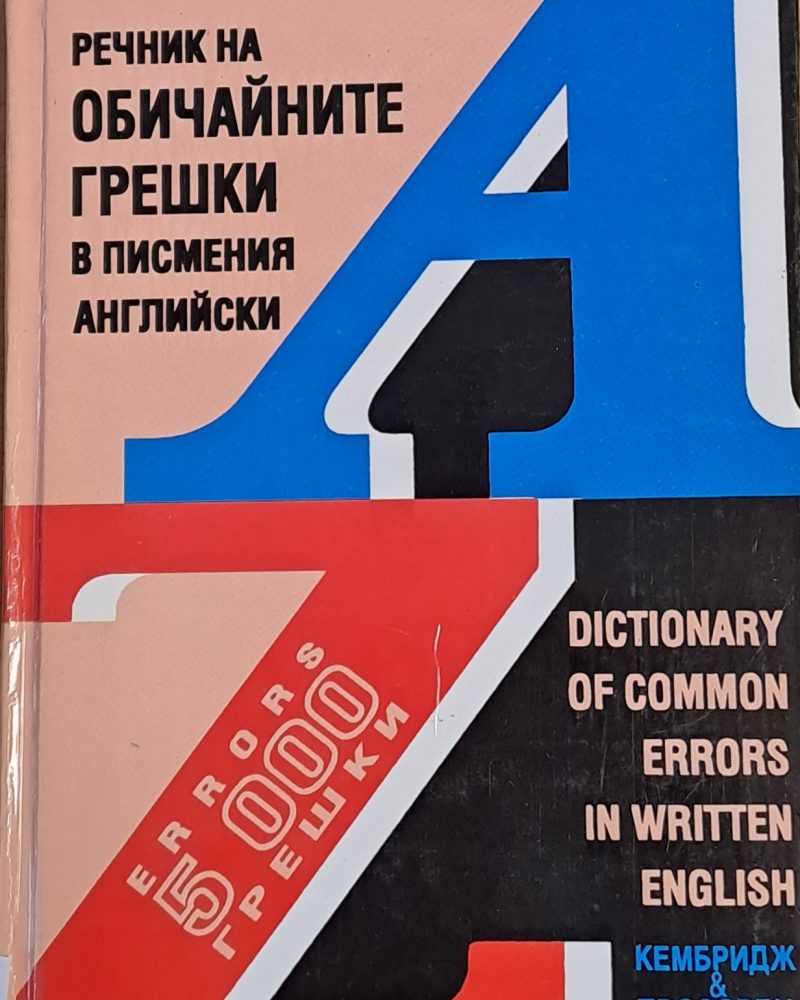 РЕЧНИК НА
ОБИЧАЙНИТЕ
ГРЕШКИ
В ПИСМЕНИЯ
АНГЛИЙСКИ
A
Z
ERRORS
5 000
ГРЕШКИ
DICTIONARY
OF COMMON
ERRORS
IN WRITTEN
ENGLISH
КЕМБРИДЖ
&